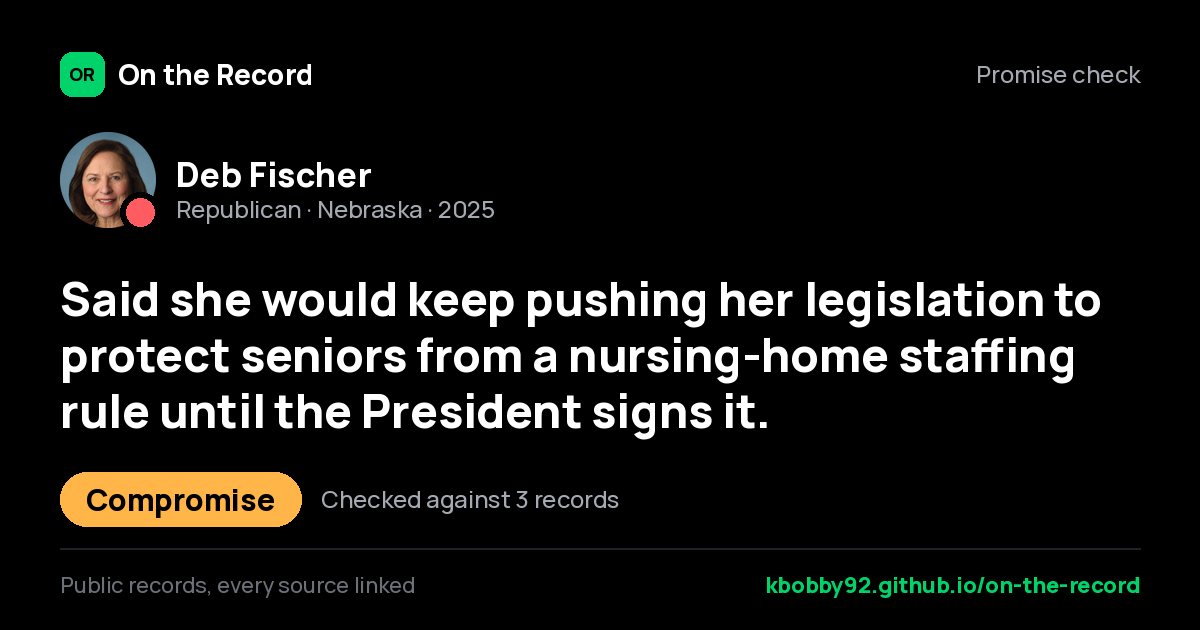 OR On the Record
Promise check
Deb Fischer
Republican · Nebraska · 2025
Said she would keep pushing her legislation to
protect seniors from a nursing-home staffing
rule until the President signs it.
Compromise
Checked against 3 records
Public records, every source linked
kbobby92.github.io/on-the-record